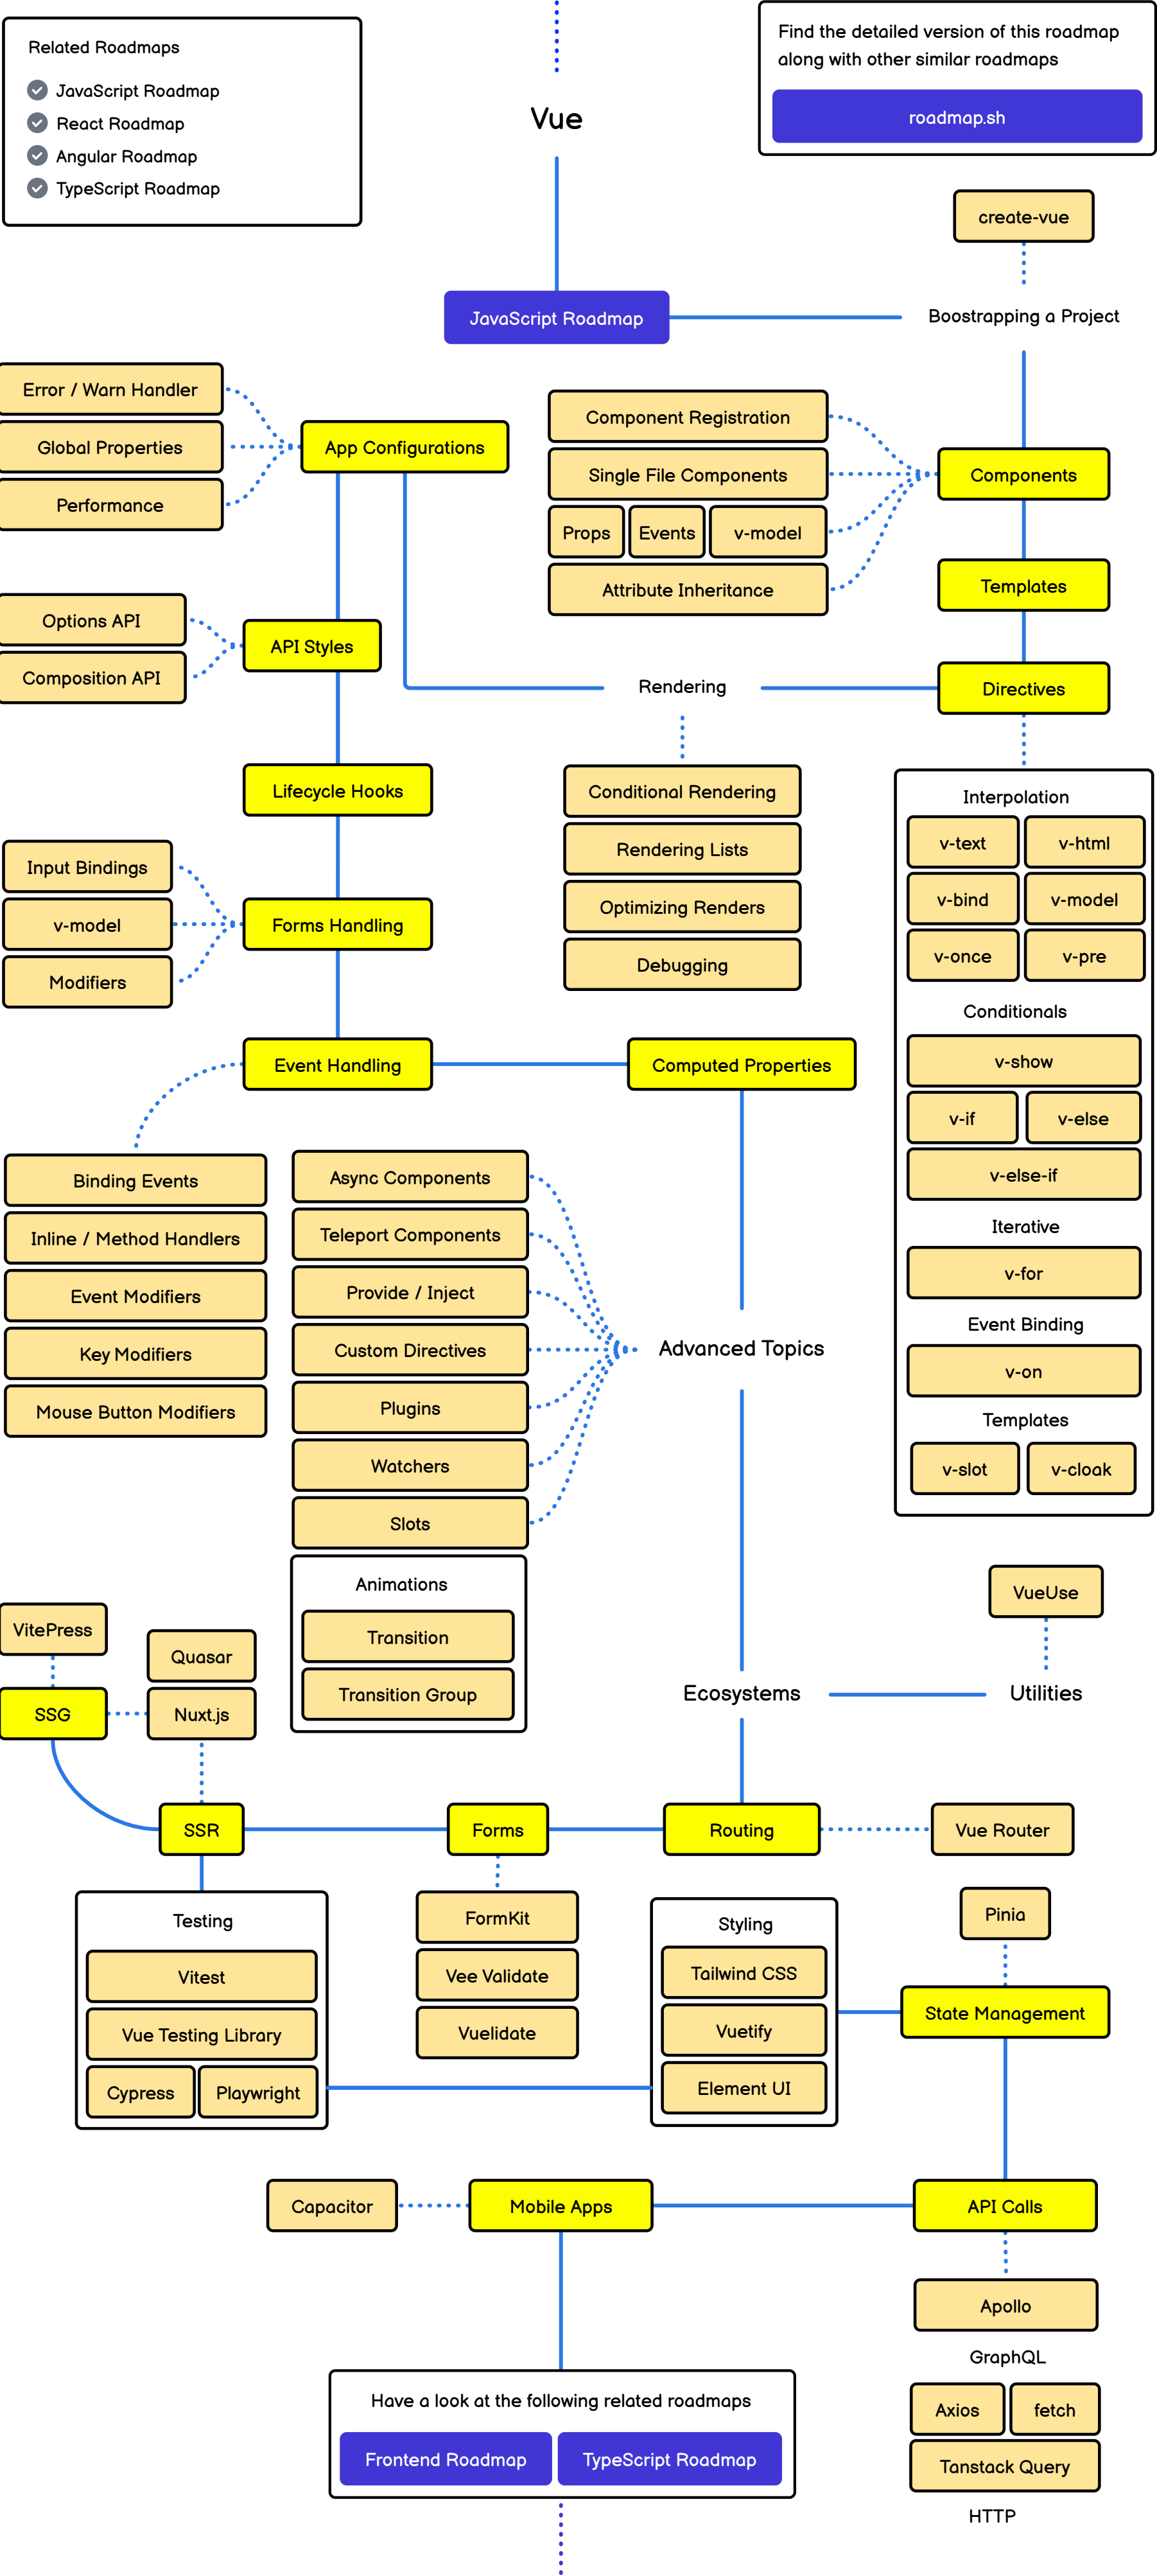 Related Roadmaps
JavaScript Roadmap
React Roadmap
Angular Roadmap
TypeScript Roadmap
Vue
Find the detailed version of this roadmap
along with other similar roadmaps
roadmap.sh
create-vue
JavaScript Roadmap
Boostrapping a Project
Error / Warn Handler
Global Properties
Performance
App Configurations
Component Registration
Single File Components
Props
Events
v-model
Attribute Inheritance
Components
Templates
Options API
Composition API
API Styles
Rendering
Directives
Lifecycle Hooks
Conditional Rendering
Rendering Lists
Optimizing Renders
Debugging
Input Bindings
v-model
Modifiers
Forms Handling
Interpolation
v-text
v-html
v-bind
v-model
v-once
v-pre
Conditionals
v-show
v-if
v-else
v-else-if
Iterative
v-for
Event Binding
v-on
Templates
v-slot
v-cloak
Event Handling
Computed Properties
Binding Events
Inline / Method Handlers
Event Modifiers
Key Modifiers
Mouse Button Modifiers
Async Components
Teleport Components
Provide / Inject
Custom Directives
Plugins
Watchers
Slots
Advanced Topics
Animations
Transition
Transition Group
VueUse
VitePress
Quasar
SSG
Nuxt.js
Ecosystems
Utilities
SSR
Forms
Routing
Vue Router
Testing
Vitest
Vue Testing Library
Cypress
Playwright
FormKit
Vee Validate
Vuelidate
Styling
Tailwind CSS
Vuetify
Element UI
Pinia
State Management
Capacitor
Mobile Apps
API Calls
Apollo
GraphQL
Axios
fetch
Tanstack Query
HTTP
Have a look at the following related roadmaps
Frontend Roadmap
TypeScript Roadmap